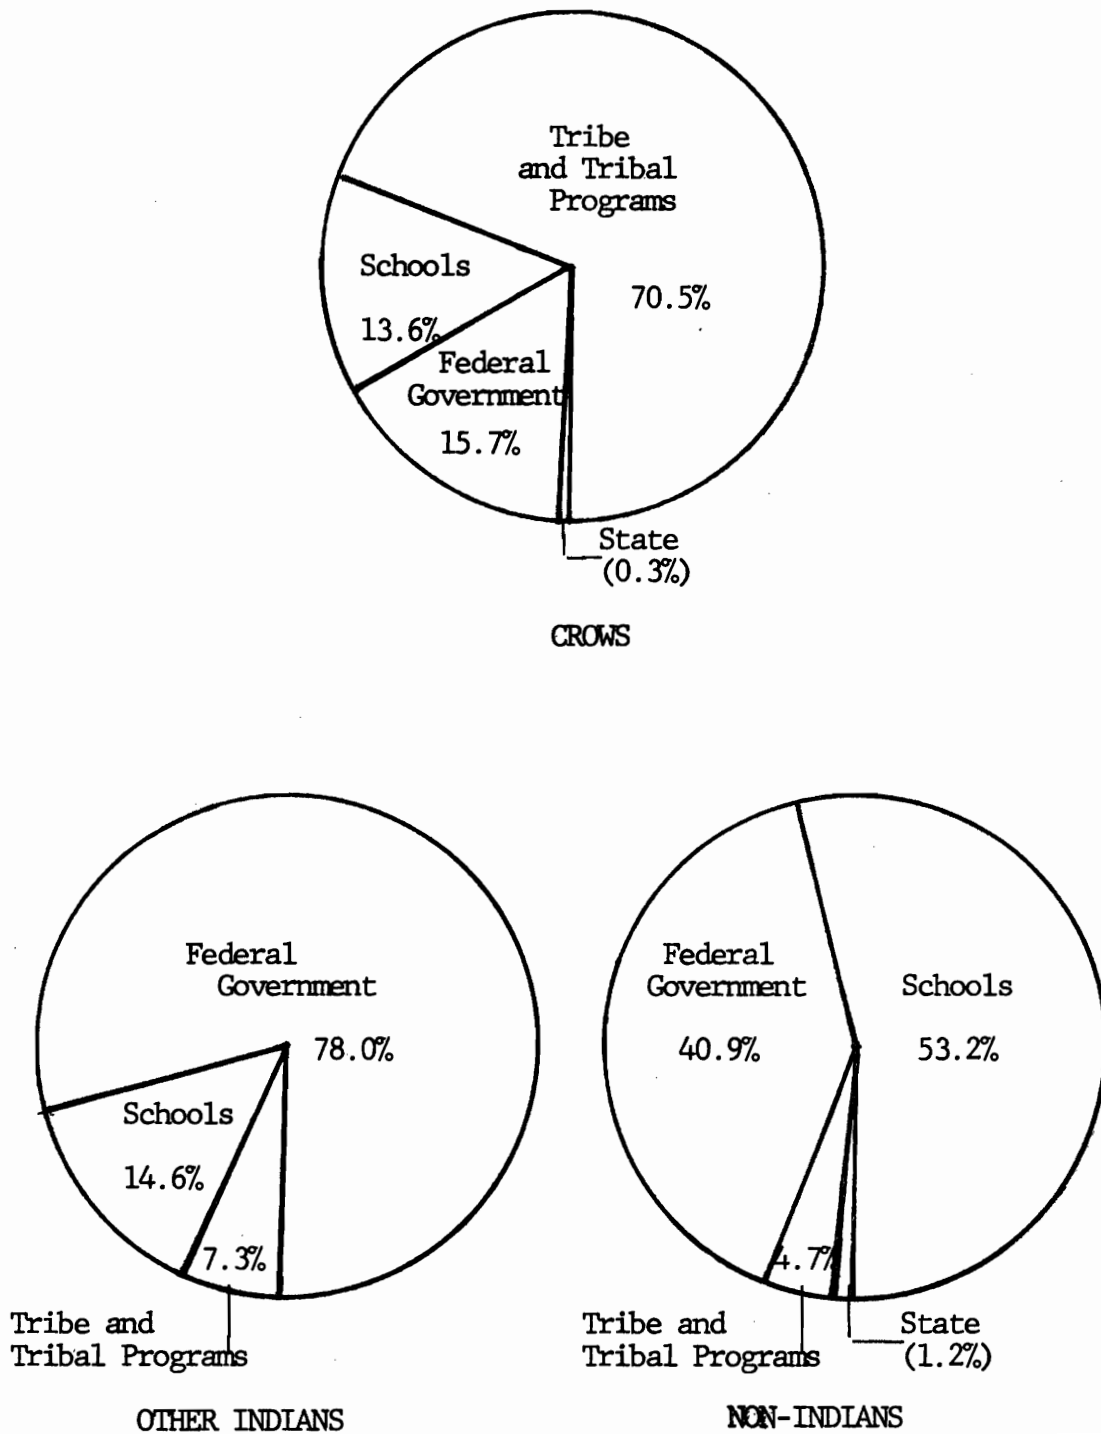 Tribe
and Tribal
Programs
70.5%
Schools
13.6%
Federal
Government
15.7%
State
(0.3%)
CROWS
Federal
Government
78.0%
Schools
14.6%
7.3%
Tribe and
Tribal Programs
OTHER INDIANS
Federal
Government
40.9%
Schools
53.2%
4.7%
Tribe and
Tribal Programs
State
(1.2%)
NON-INDIANS